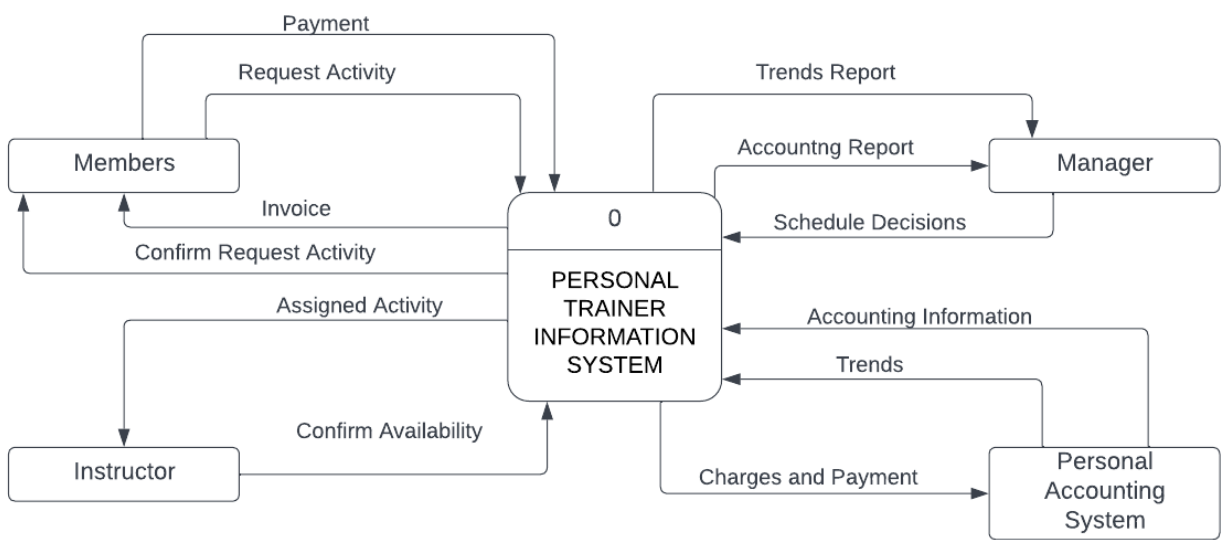 Payment
Request Activity
Trends Report
Accountng Report
Members
Manager
Invoice
0
Schedule Decisions
Confirm Request Activity
PERSONAL
TRAINER
INFORMATION
SYSTEM
Assigned Activity
Accounting Information
Trends
Confirm Availability
Instructor
Charges and Payment
Personal
Accounting
System